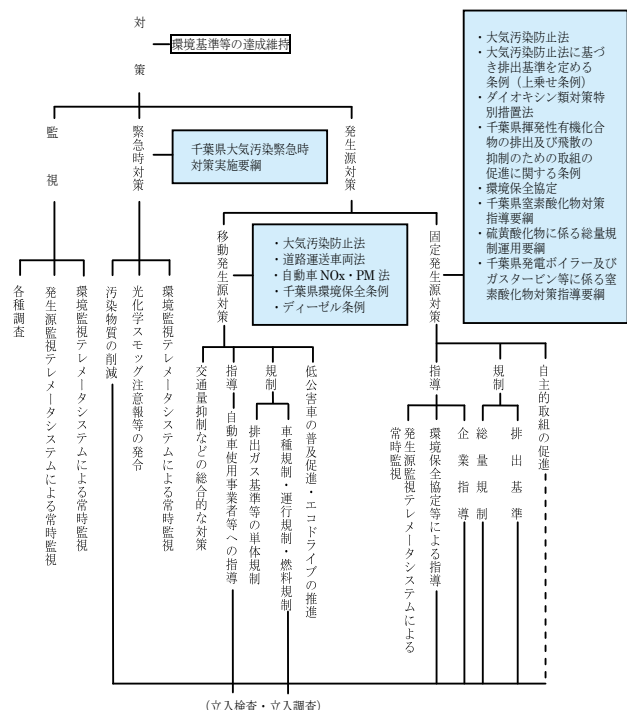 対策
環境基準等の達成維持
監視
緊急時対策
千葉県大気汚染緊急時
対策実施要綱
発生源対策
・大気汚染防止法
・大気汚染防止法に基づ
き排出基準を定める
条例（上乗せ条例）
・ダイオキシン類対策特
別措置法
・千葉県揮発性有機化合
物の排出及び飛散の
抑制のための取組の
促進に関する条例
・環境保全協定
・千葉県窒素酸化物対策
指導要綱
・硫黄酸化物に係る総量規
制運用要綱
・千葉県発電ボイラー及び
ガスタービン等に係る窒
素酸化物対策指導要綱
移動発生源対策
・大気汚染防止法
・道路運送車両法
・自動車 NOx・PM 法
・千葉県環境保全条例
・ディーゼル条例
固定発生源対策
各種調査
発生源監視テレメータシステムによる常時監視
環境監視テレメータシステムによる常時監視
汚染物質の削減
光化学スモッグ注意報等の発令
環境監視テレメータシステムによる常時監視
交通量抑制などの総合的な対策
指導
自動車使用事業者等への指導
規制
排出ガス基準等の単体規制
車種規制・運行規制・燃料規制
低公害車の普及促進・エコドライブの推進
指導
発生源監視テレメータシステムによる
常時監視
環境保全協定等による指導
企業指導
規制
総量規制
排出基準
自主的取組の促進
（立入検査・立入調査）